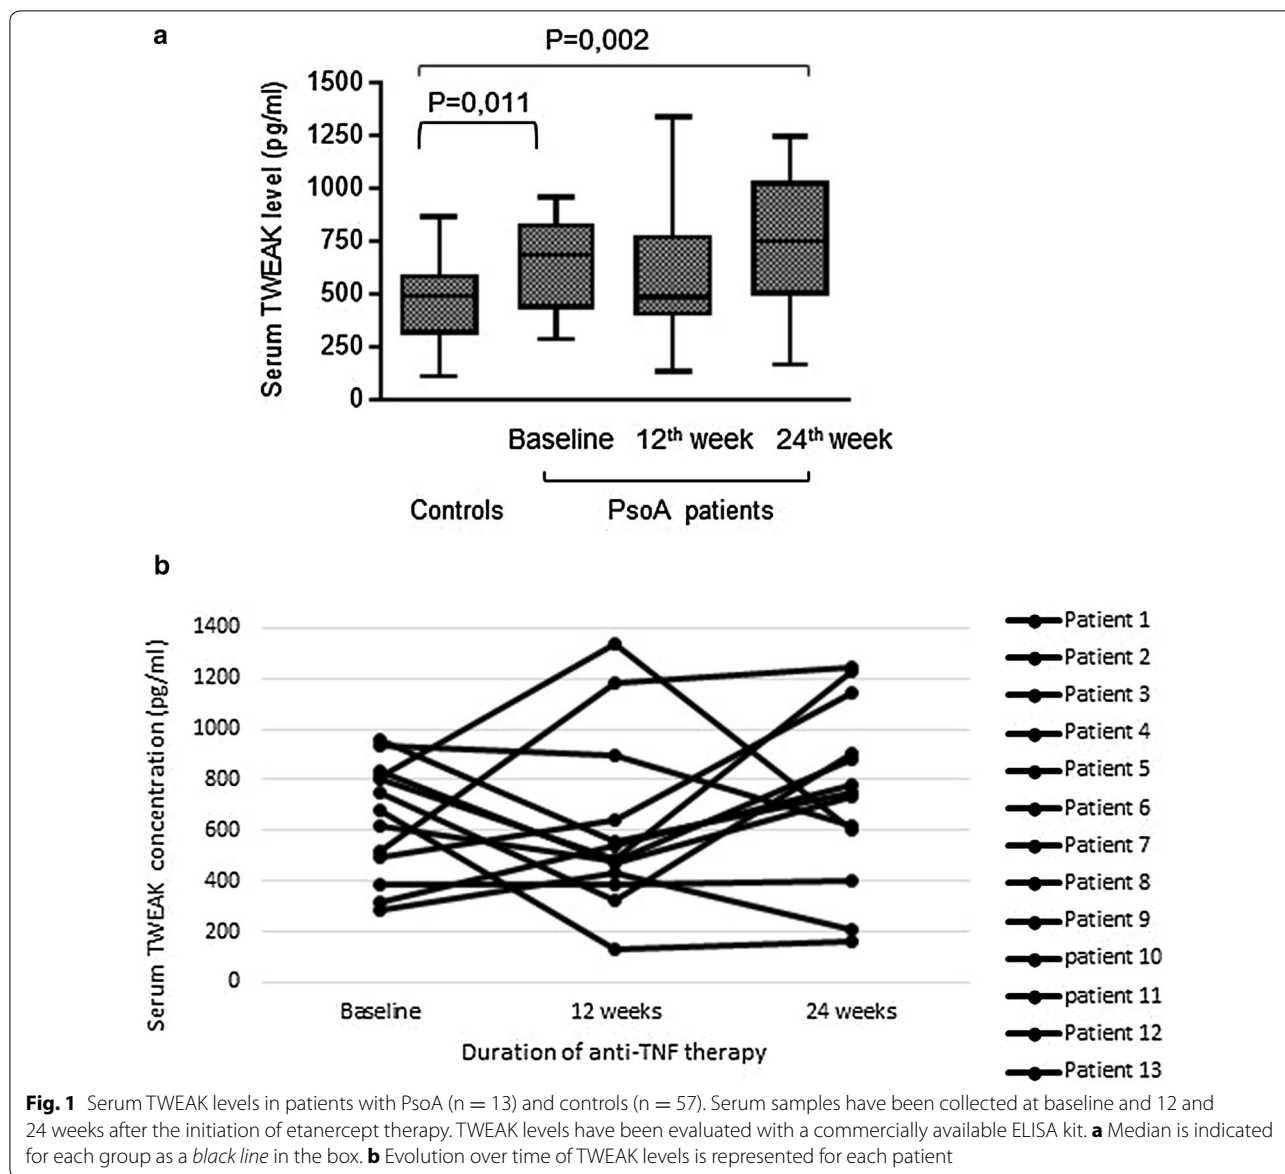 a
P=0,002
P=0,011
Serum TWEAK level (pg/ml)
1500
1250
1000
750
500
250
0
Baseline 12th week 24th week
Controls PsoA patients
b
Serum TWEAK concentration (pg/ml)
1400
1200
1000
800
600
400
200
0
Baseline 12 weeks 24 weeks
Duration of anti-TNF therapy
Patient 1
Patient 2
Patient 3
Patient 4
Patient 5
Patient 6
Patient 7
Patient 8
Patient 9
patient 10
patient 11
Patient 12
Patient 13
Fig. 1 Serum TWEAK levels in patients with PsoA (n = 13) and controls (n = 57). Serum samples have been collected at baseline and 12 and
24 weeks after the initiation of etanercept therapy. TWEAK levels have been evaluated with a commercially available ELISA kit. a Median is indicated
for each group as a black line in the box. b Evolution over time of TWEAK levels is represented for each patient